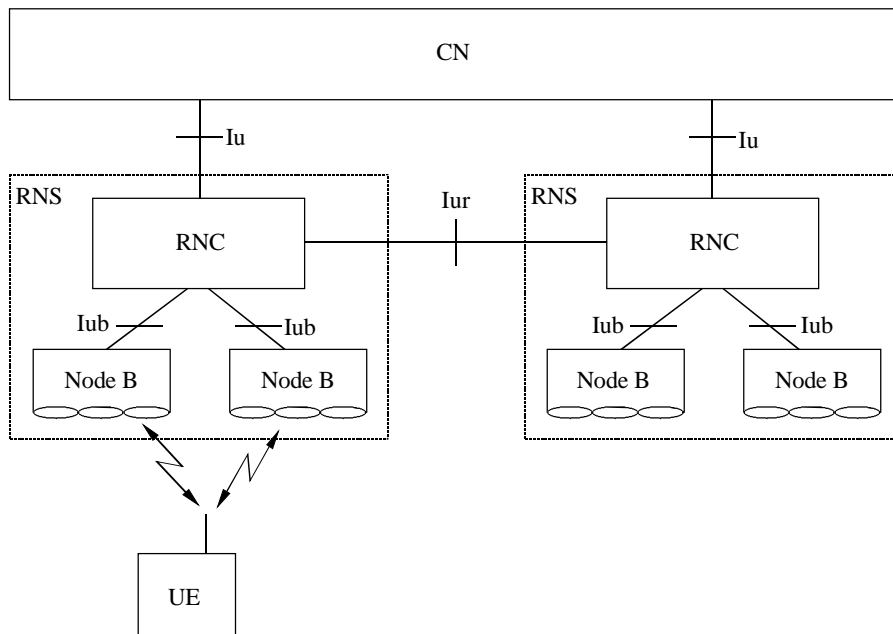 CN
Iu
Iu
RNS
RNC
Iur
RNS
RNC
Iub
Iub
Iub
Iub
Node B
Node B
Node B
Node B
UE